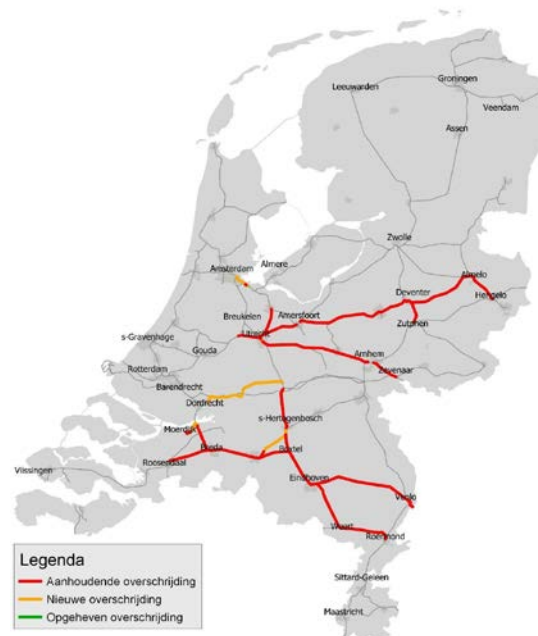 Leeuwarden
Groningen
Veendam
Assen
Zwolle
Amsterdam
Almere
Almelo
Hengelo
Deventer
Zutphen
Breukelen
Amersfoort
Utrecht
s-Gravenhage
Gouda
Arnhem
Zevenaar
Rotterdam
Barendrecht
Dordrecht
s-Hertogenbosch
Moerdijk
Breda
Boxtel
Roosendaal
Vlissingen
Eindhoven
Venlo
Weert
Roermond
Sittard-Geleen
Maastricht
Legenda
Aanhoudende overschrijding
Nieuwe overschrijding
Opgeheven overschrijding